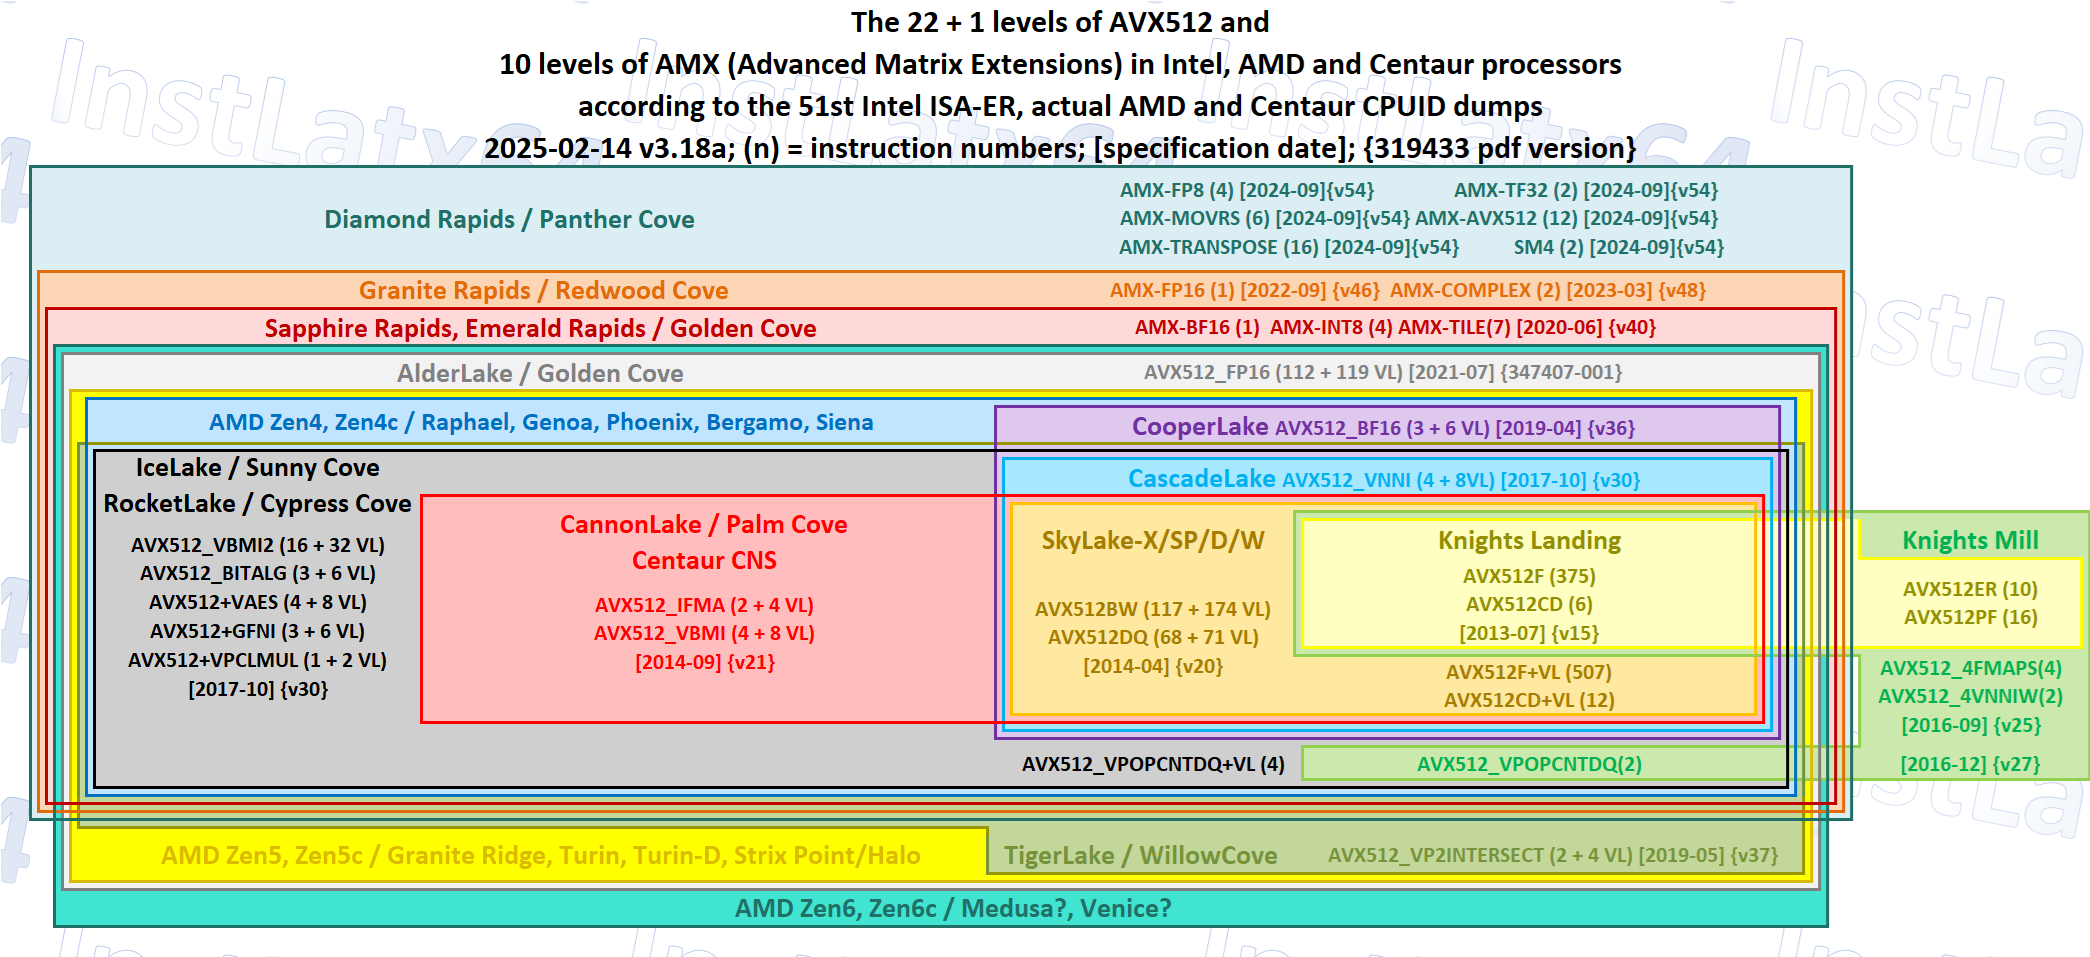 The 22 + 1 levels of AVX512 and
10 levels of AMX (Advanced Matrix Extensions) in Intel, AMD and Centaur processors
according to the 51st Intel ISA-ER, actual AMD and Centaur CPUID dumps
2025-02-14 v3.18a; (n) = instruction numbers; [specification date]; {319433 pdf version}
Diamond Rapids / Panther Cove
AMX-FP8 (4) [2024-09]{v54} AMX-TF32 (2) [2024-09]{v54}
AMX-MOVRS (6) [2024-09]{v54} AMX-AVX512 (12) [2024-09]{v54}
AMX-TRANSPOSE (16) [2024-09]{v54} SM4 (2) [2024-09]{v54}
Granite Rapids / Redwood Cove AMX-FP16 (1) [2022-09] {v46} AMX-COMPLEX (2) [2023-03] {v48}
Sapphire Rapids, Emerald Rapids / Golden Cove AMX-BF16 (1) AMX-INT8 (4) AMX-TILE(7) [2020-06] {v40}
AlderLake / Golden Cove AVX512_FP16 (112 + 119 VL) [2021-07] {347407-001}
AMD Zen4, Zen4c / Raphael, Genoa, Phoenix, Bergamo, Siena
CooperLake AVX512_BF16 (3 + 6 VL) [2019-04] {v36}
IceLake / Sunny Cove
RocketLake / Cypress Cove
AVX512_VBMI2 (16 + 32 VL)
AVX512_BITALG (3 + 6 VL)
AVX512+VAES (4 + 8 VL)
AVX512+GFNI (3 + 6 VL)
AVX512+VPCLMUL (1 + 2 VL)
[2017-10] {v30}
CascadeLake AVX512_VNNI (4 + 8VL) [2017-10] {v30}
CannonLake / Palm Cove
Centaur CNS
AVX512_IFMA (2 + 4 VL)
AVX512_VBMI (4 + 8 VL)
[2014-09] {v21}
SkyLake-X/SP/D/W
AVX512BW (117 + 174 VL)
AVX512DQ (68 + 71 VL)
[2014-04] {v20}
Knights Landing
AVX512F (375)
AVX512CD (6)
[2013-07] {v15}
AVX512F+VL (507)
AVX512CD+VL (12)
Knights Mill
AVX512ER (10)
AVX512PF (16)
AVX512_4FMAPS(4)
AVX512_4VNNIW(2)
[2016-09] {v25}
AVX512_VPOPCNTDQ+VL (4) AVX512_VPOPCNTDQ(2) [2016-12] {v27}
AMD Zen5, Zen5c / Granite Ridge, Turin, Turin-D, Strix Point/Halo
TigerLake / WillowCove AVX512_VP2INTERSECT (2 + 4 VL) [2019-05] {v37}
AMD Zen6, Zen6c / Medusa?, Venice?
InstLatx64